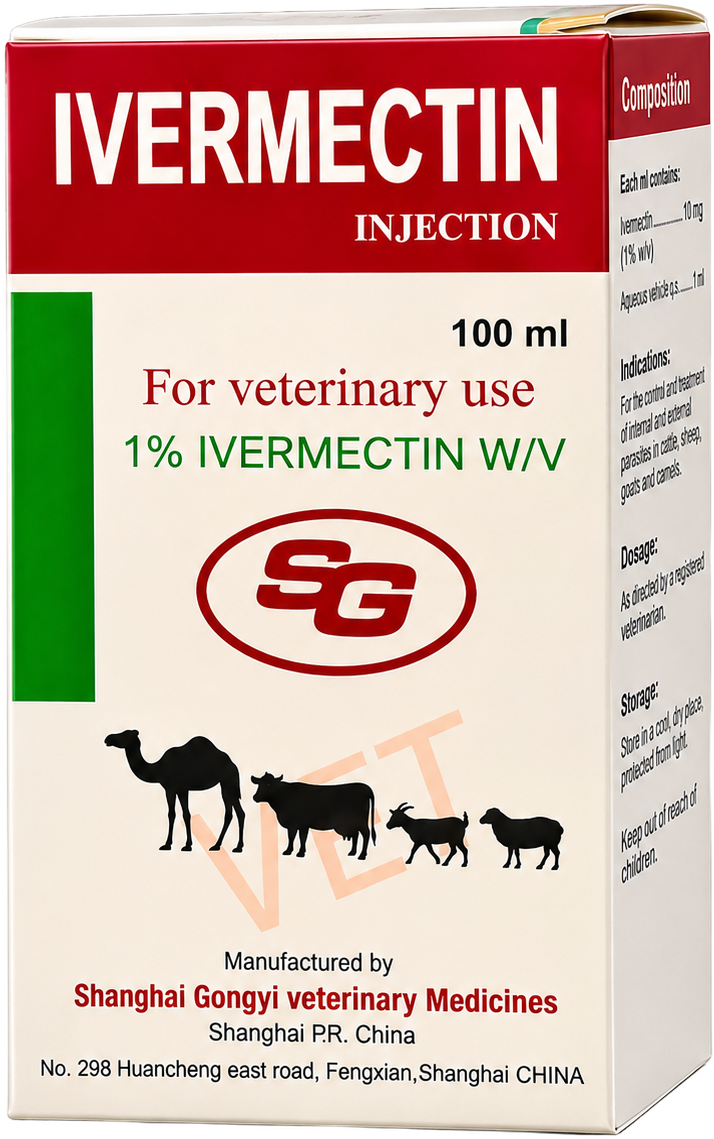 IVERMECTIN
INJECTION
100 ml
For veterinary use
1% IVERMECTIN W/V
SG
VET
Manufactured by
Shanghai Gongyi veterinary Medicines
Shanghai P.R. China
No. 298 Huancheng east road, Fengxian,Shanghai CHINA
Composition
Each ml contains:
Ivermectin..............10 mg
(1% w/v)
Aqueous vehicle q.s.......1 ml
Indications:
For the control and treatment
of internal and external
parasites in cattle, sheep,
goats and camels.
Dosage:
As directed by a registered
veterinarian.
Storage:
Store in a cool, dry place,
protected from light.
Keep out of reach of
children.